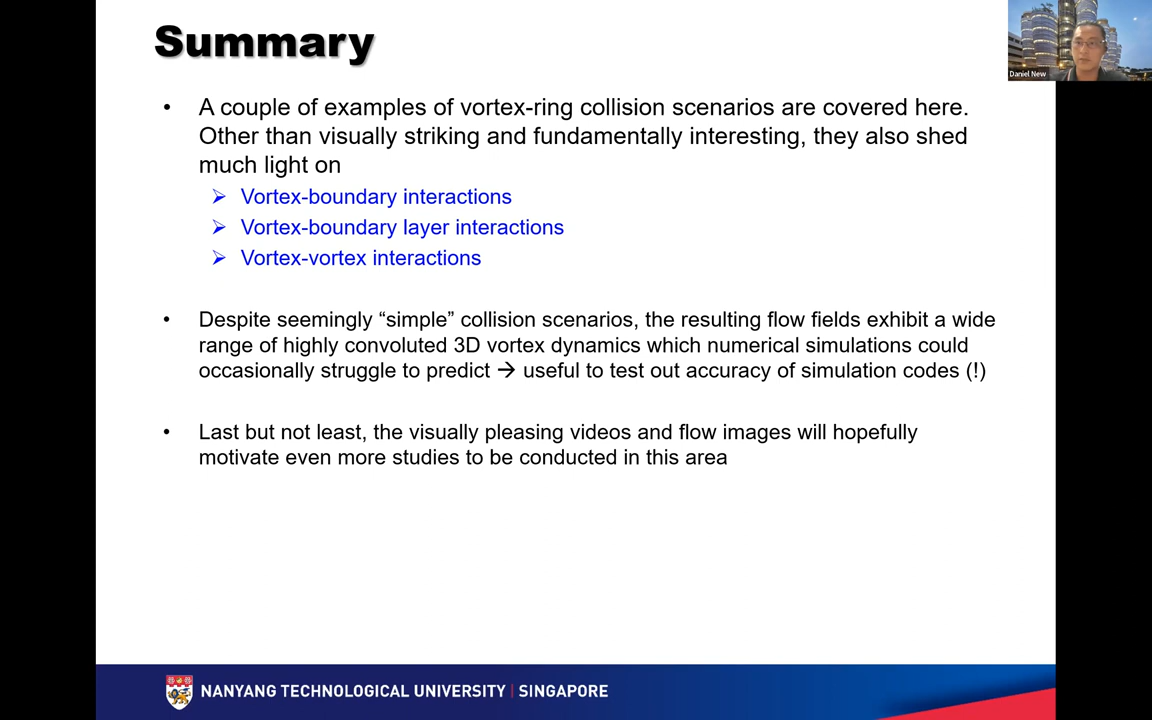 Summary
Daniel New
• A couple of examples of vortex-ring collision scenarios are covered here.
Other than visually striking and fundamentally interesting, they also shed
much light on
➢ Vortex-boundary interactions
➢ Vortex-boundary layer interactions
➢ Vortex-vortex interactions
• Despite seemingly “simple” collision scenarios, the resulting flow fields exhibit a wide
range of highly convoluted 3D vortex dynamics which numerical simulations could
occasionally struggle to predict → useful to test out accuracy of simulation codes (!)
• Last but not least, the visually pleasing videos and flow images will hopefully
motivate even more studies to be conducted in this area
NANYANG TECHNOLOGICAL UNIVERSITY | SINGAPORE